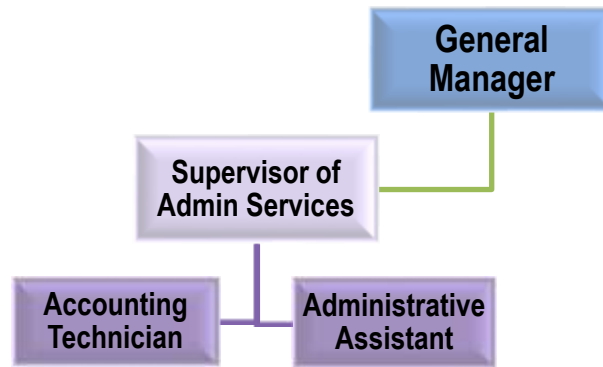 General
Manager
Supervisor of
Admin Services
Accounting
Technician
Administrative
Assistant